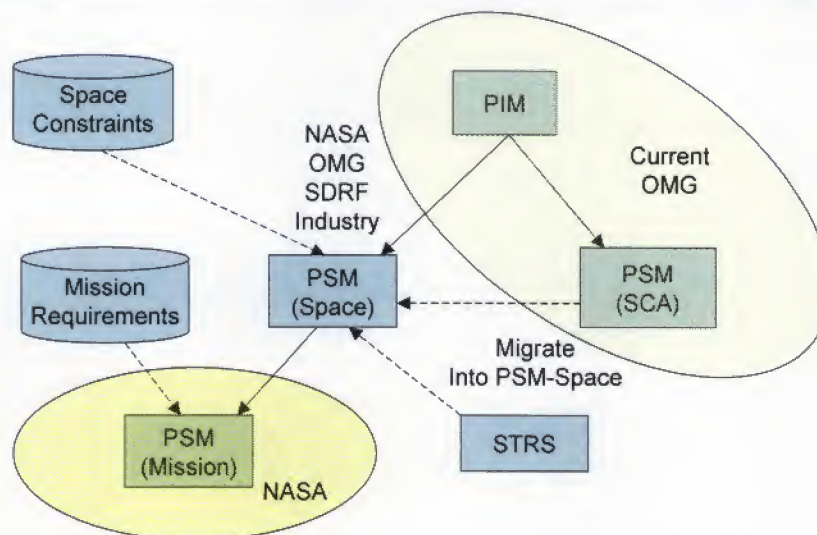 Space
Constraints
PIM
NASA
OMG
SDRF
Industry
Current
OMG
Mission
Requirements
PSM
(Space)
PSM
(SCA)
Migrate
Into PSM-Space
PSM
(Mission)
NASA
STRS